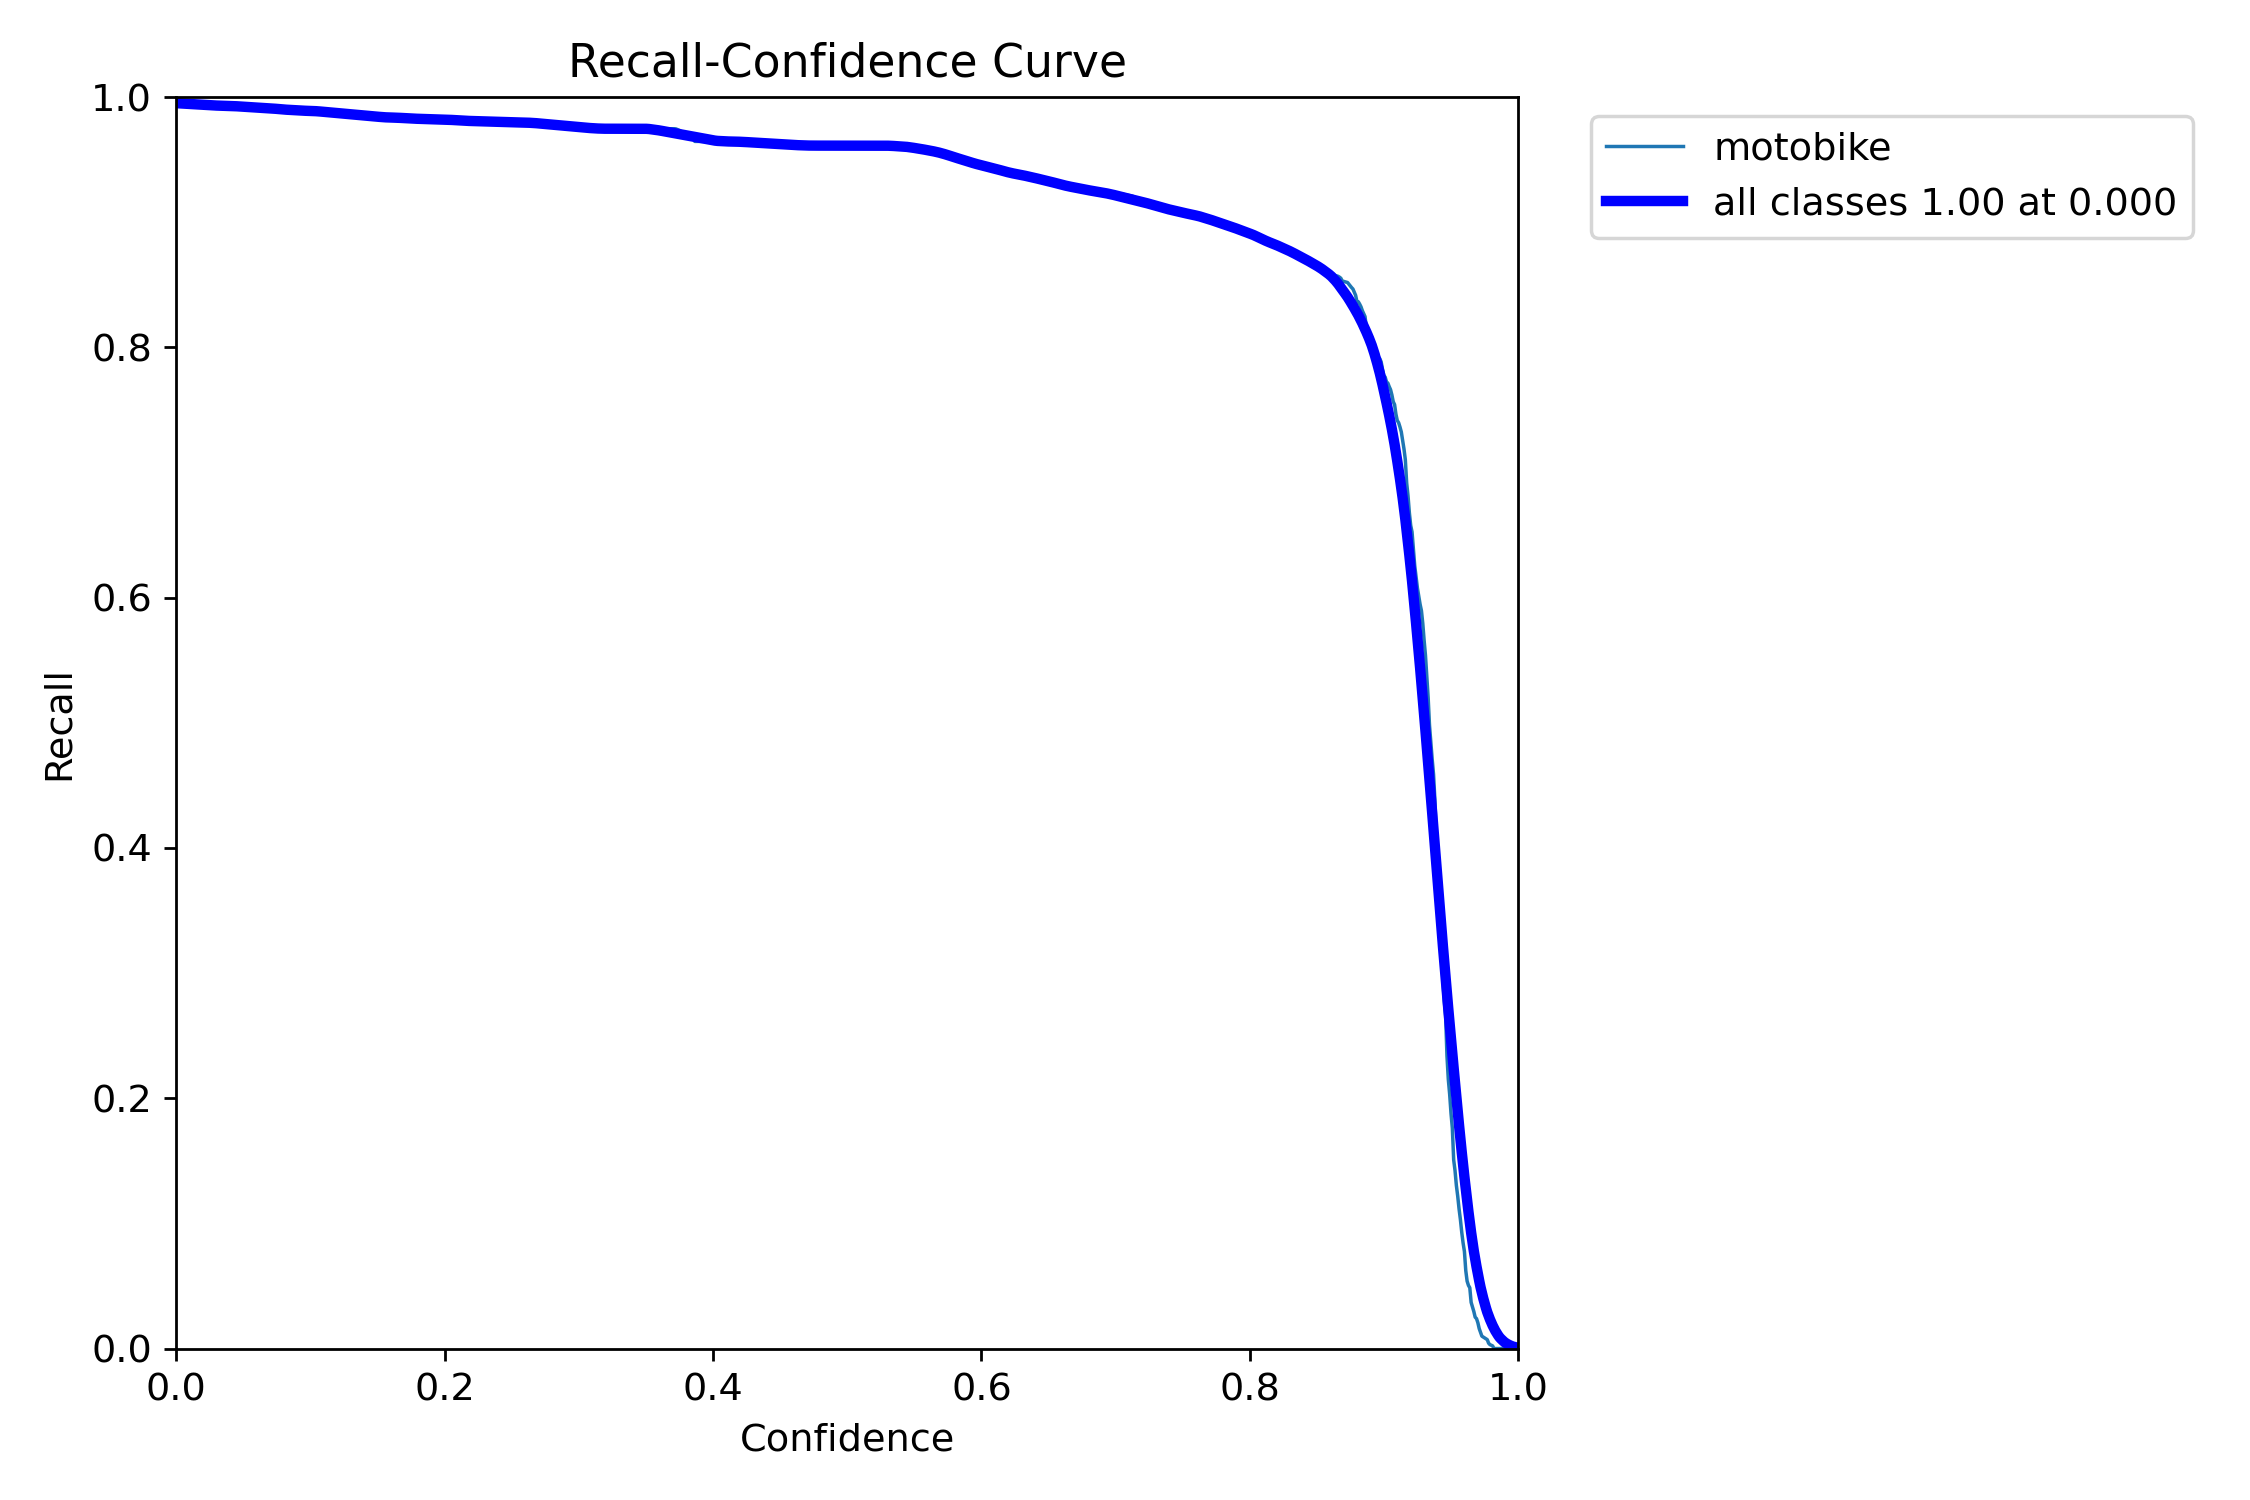 Recall-Confidence Curve
motobike
all classes 1.00 at 0.000
1.0
0.8
0.6
0.4
0.2
0.0
Recall
0.0 0.2 0.4 0.6 0.8 1.0
Confidence